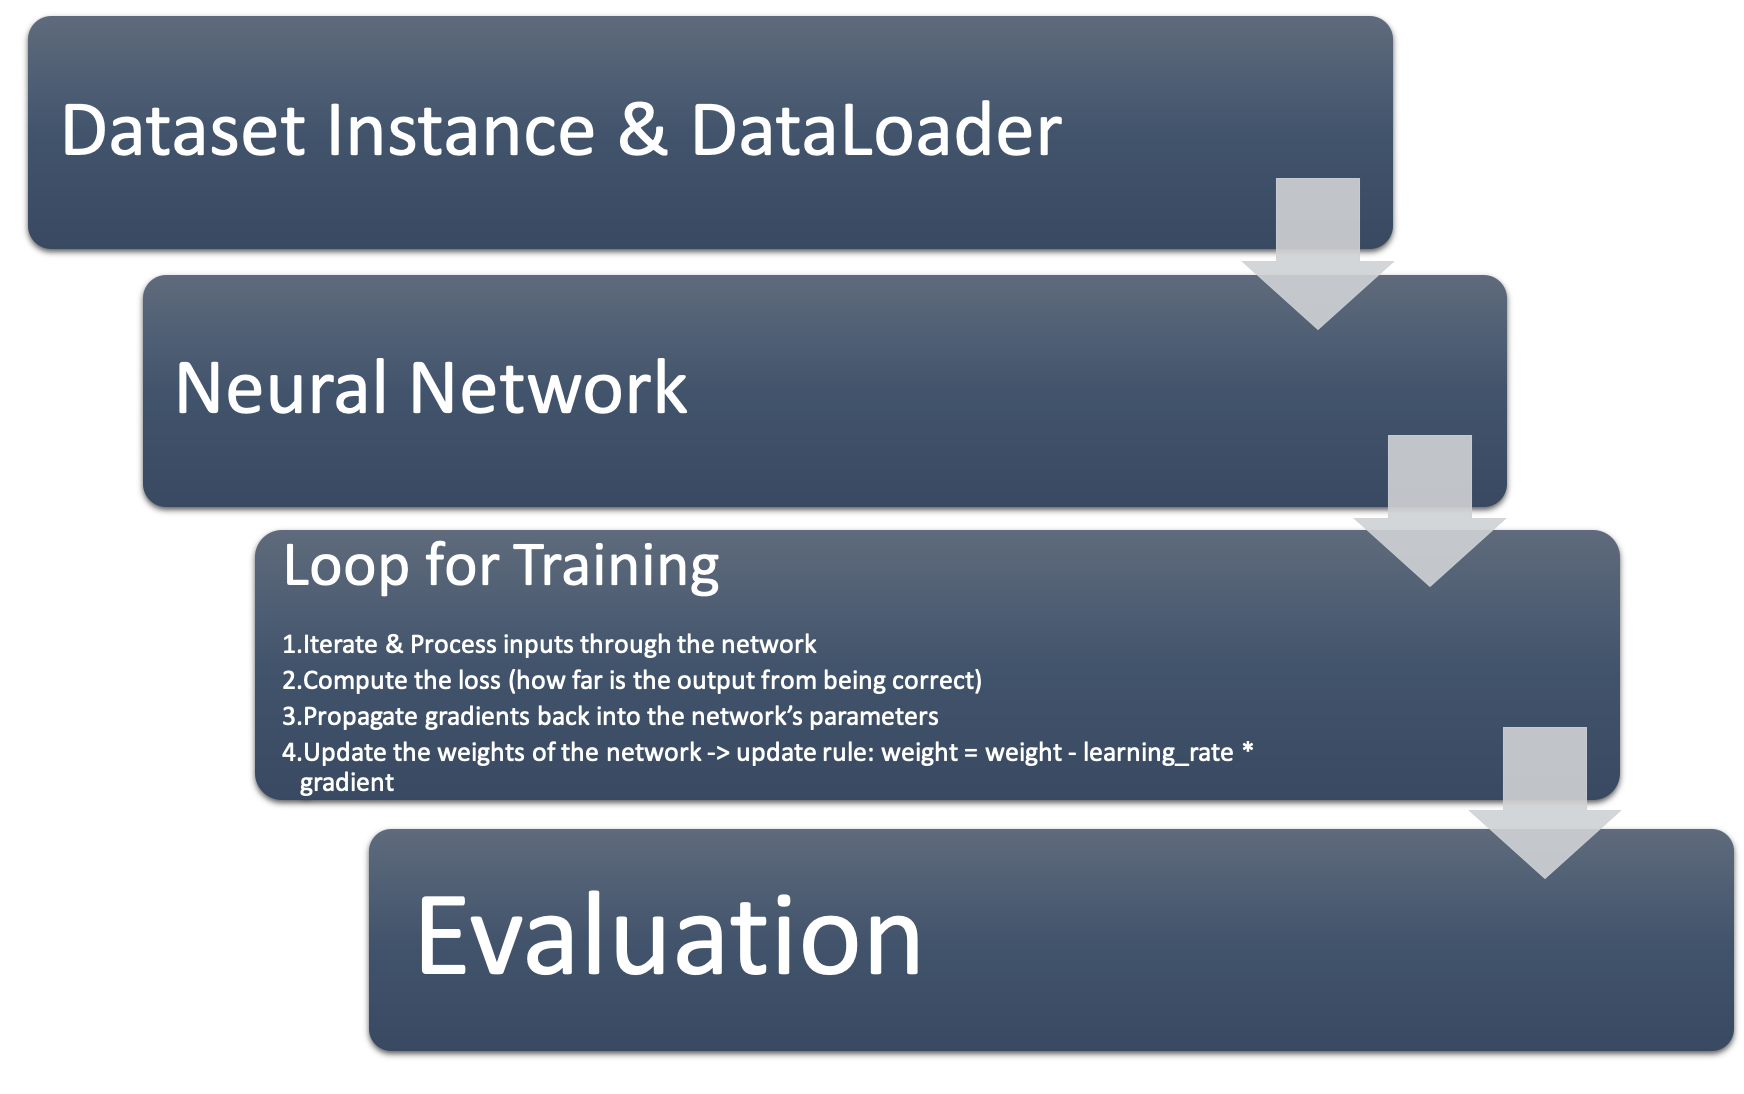 Dataset Instance & DataLoader
Neural Network
Loop for Training
1.Iterate & Process inputs through the network
2.Compute the loss (how far is the output from being correct)
3.Propagate gradients back into the network’s parameters
4.Update the weights of the network -> update rule: weight = weight - learning_rate *
gradient
Evaluation